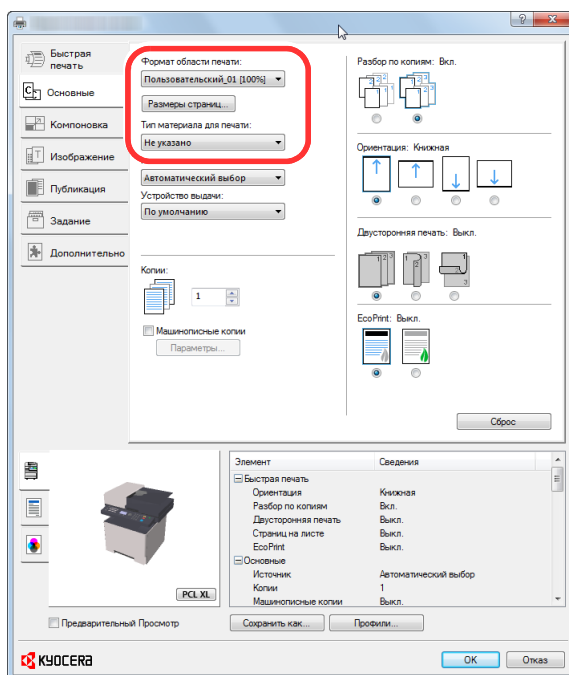 Быстрая
печать
Основные
Компоновка
Изображение
Публикация
Задание
Дополнительно
Формат области печати:
Пользовательский_01 [100%]
Размеры страниц...
Тип материала для печати:
Не указано
Автоматический выбор
Устройство выдачи:
По умолчанию
Копии:
1
Машинописные копии
Параметры...
Разбор по копиям: Вкл.
Ориентация: Книжная
Двусторонняя печать: Выкл.
EcoPrint: Выкл.
Сброс
PCL XL
Предварительный Просмотр
Элемент Сведения
Быстрая печать
Ориентация Книжная
Разбор по копиям Вкл.
Двусторонняя печать Выкл.
Страниц на листе Выкл.
EcoPrint Выкл.
Основные
Источник Автоматический выбор
Копии 1
Машинописные копии Выкл.
Сохранить как... Профили...
KYOCERA
OK Отказ